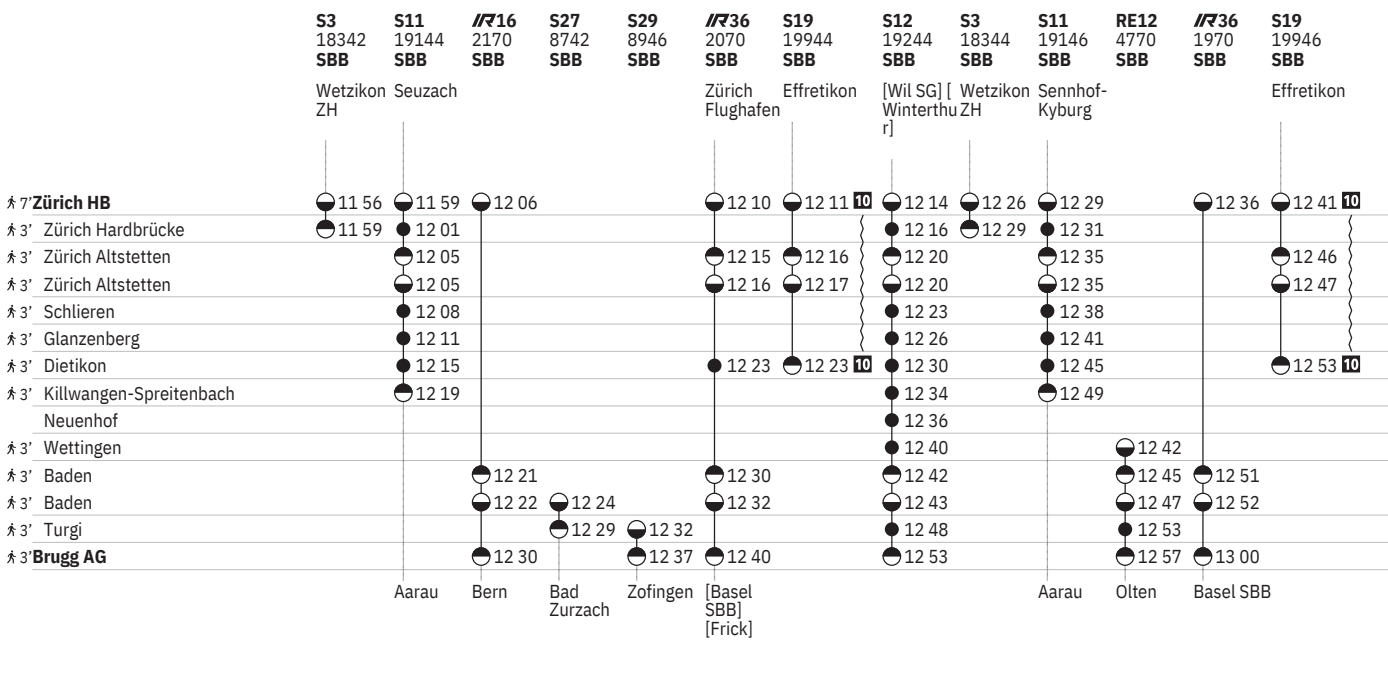 S3 S11 IR16 S27 S29 IR36 S19 S12 S3 S11 RE12 IR36 S19
18342 19144 2170 8742 8946 2070 19944 19244 18344 19146 4770 1970 19946
SBB SBB SBB SBB SBB SBB SBB SBB SBB SBB SBB SBB SBB
Wetzikon Seuzach Zürich Effretikon [Wil SG] [ Wetzikon Sennhof- Effretikon
ZH Flughafen Winterthu ZH Kyburg
r]
7' Zürich HB 11 56 11 59 12 06 12 10 12 11 10 12 14 12 26 12 29 12 36 12 41 10
3' Zürich Hardbrücke 11 59 12 01 12 16 12 29 12 31
3' Zürich Altstetten 12 05 12 15 12 16 12 20 12 35 12 46
3' Zürich Altstetten 12 05 12 16 12 17 12 20 12 35 12 47
3' Schlieren 12 08 12 23 12 38
3' Glanzenberg 12 11 12 26 12 41
3' Dietikon 12 15 12 23 12 23 10 12 30 12 45 12 53 10
3' Killwangen-Spreitenbach 12 19 12 34 12 49
Neuenhof 12 36
3' Wettingen 12 40 12 42
3' Baden 12 21 12 30 12 42 12 45 12 51
3' Baden 12 22 12 24 12 32 12 43 12 47 12 52
3' Turgi 12 29 12 32 12 48 12 53
3' Brugg AG 12 30 12 37 12 40 12 53 12 57 13 00
Aarau Bern Bad Zofingen [Basel Aarau Olten Basel SBB
Zurzach SBB]
[Frick]